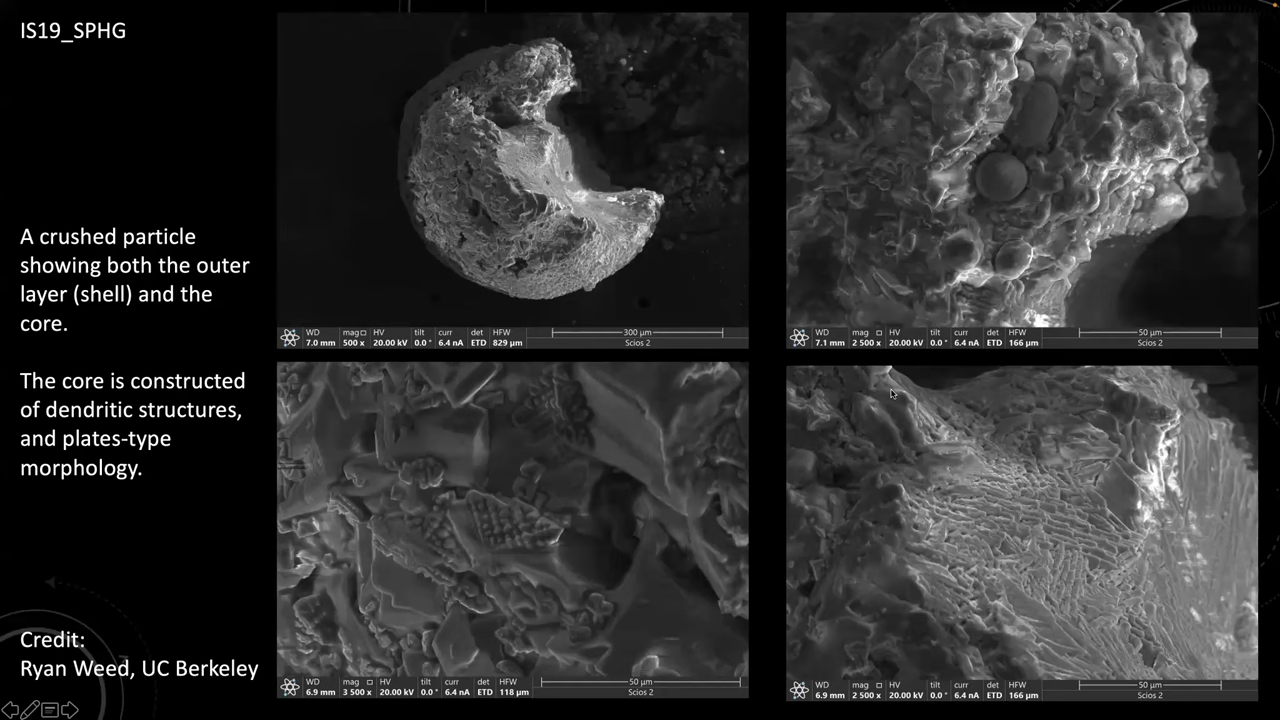 IS19_SPHG
A crushed particle
showing both the outer
layer (shell) and the
core.
The core is constructed
of dendritic structures,
and plates-type
morphology.
Credit:
Ryan Weed, UC Berkeley
WD mag HV tilt curr det HFW 300 µm
7.0 mm 500 x 20.00 kV 0.0 ° 6.4 nA ETD 829 µm Scios 2
WD mag HV tilt curr det HFW 50 µm
7.1 mm 2 500 x 20.00 kV 0.0 ° 6.4 nA ETD 166 µm Scios 2
WD mag HV tilt curr det HFW 50 µm
6.9 mm 3 500 x 20.00 kV 0.0 ° 6.4 nA ETD 118 µm Scios 2
WD mag HV tilt curr det HFW 50 µm
6.9 mm 2 500 x 20.00 kV 0.0 ° 6.4 nA ETD 166 µm Scios 2